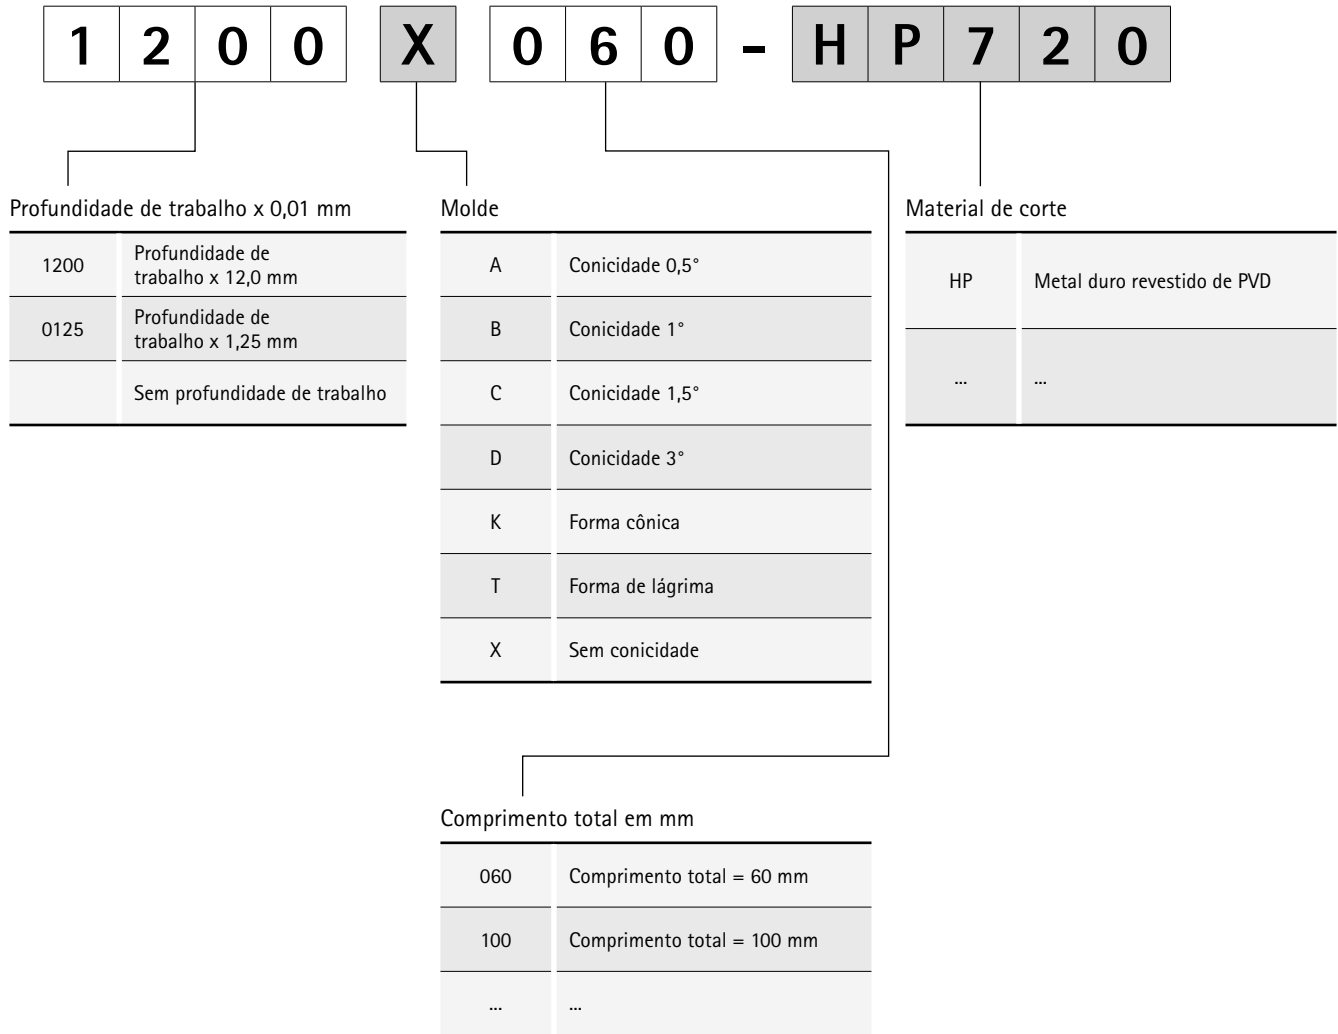 1 2 0 0 X 0 6 0 - H P 7 2 0
Profundidade de trabalho x 0,01 mm
1200 Profundidade de
trabalho x 12,0 mm
0125 Profundidade de
trabalho x 1,25 mm
Sem profundidade de trabalho
Molde
A Conicidade 0,5°
B Conicidade 1°
C Conicidade 1,5°
D Conicidade 3°
K Forma cônica
T Forma de lágrima
X Sem conicidade
Material de corte
HP Metal duro revestido de PVD
... ...
Comprimento total em mm
060 Comprimento total = 60 mm
100 Comprimento total = 100 mm
... ...